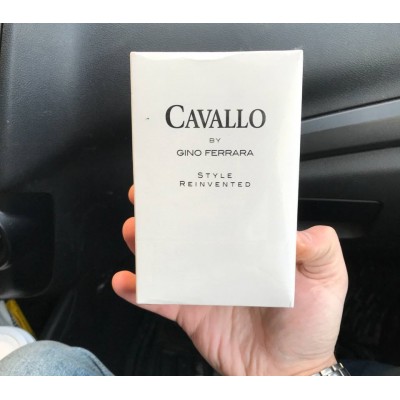 CAVALLO
BY
GINO FERRARA
STYLE
REINVENTED